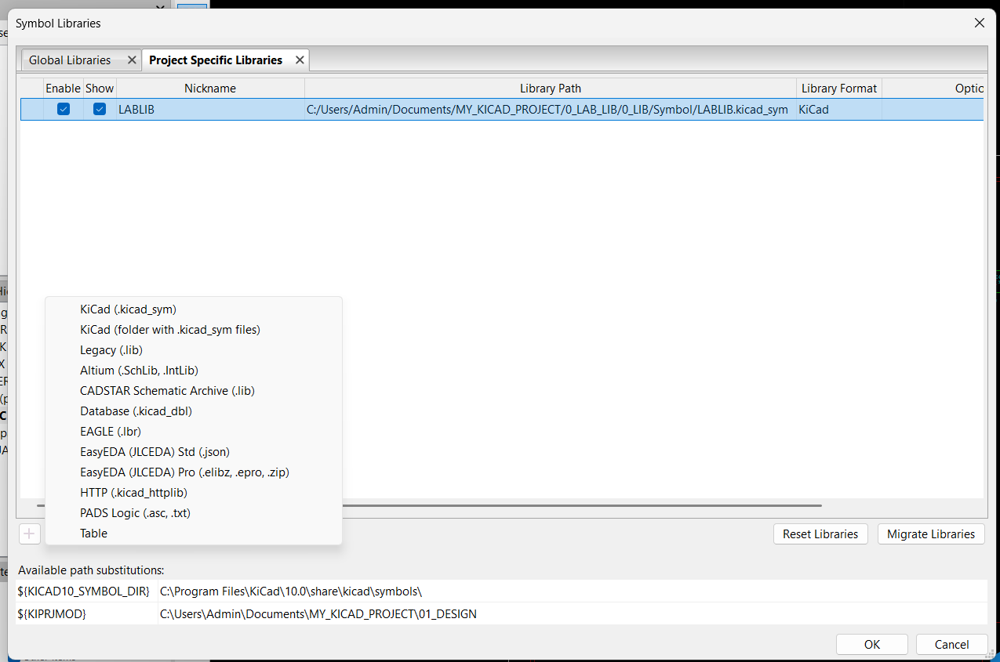 Symbol Libraries
Global Libraries Project Specific Libraries
Enable Show Nickname Library Path Library Format Optio
LABLIB C:/Users/Admin/Documents/MY_KICAD_PROJECT/0_LAB_LIB/0_LIB/Symbol/LABLIB.kicad_sym KiCad
KiCad (.kicad_sym)
KiCad (folder with .kicad_sym files)
Legacy (.lib)
Altium (.SchLib, .IntLib)
CADSTAR Schematic Archive (.lib)
Database (.kicad_dbl)
EAGLE (.lbr)
EasyEDA (JLCEDA) Std (.json)
EasyEDA (JLCEDA) Pro (.elibz, .epro, .zip)
HTTP (.kicad_httplib)
PADS Logic (.asc, .txt)
Table
Reset Libraries Migrate Libraries
Available path substitutions:
${KICAD10_SYMBOL_DIR} C:\Program Files\KiCad\10.0\share\kicad\symbols\
${KIPRJMOD} C:\Users\Admin\Documents\MY_KICAD_PROJECT\01_DESIGN
OK Cancel